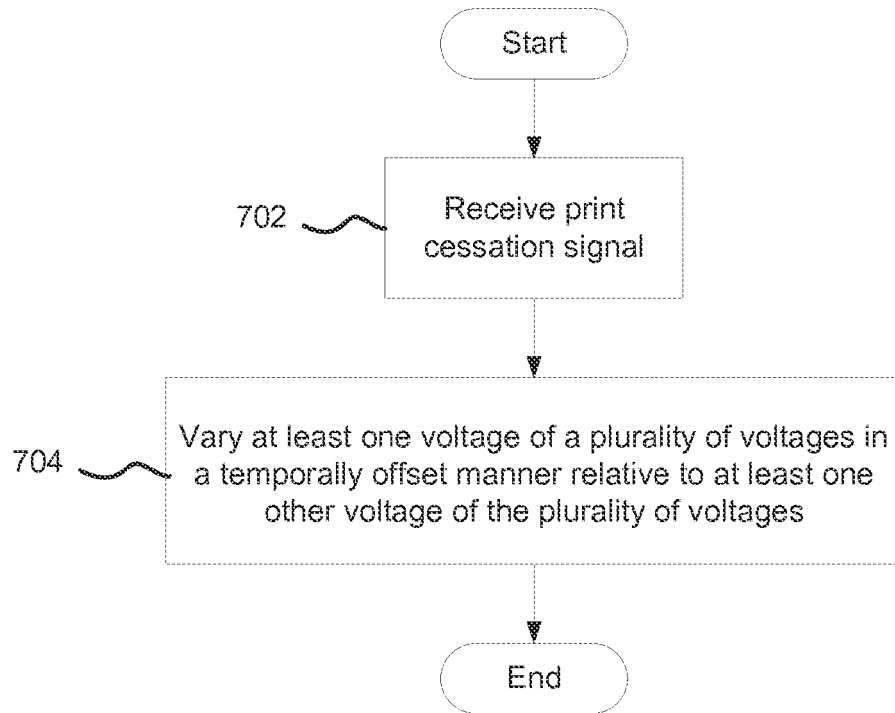 Start
702
Receive print
cessation signal
704
Vary at least one voltage of a plurality of voltages in
a temporally offset manner relative to at least one
other voltage of the plurality of voltages
End